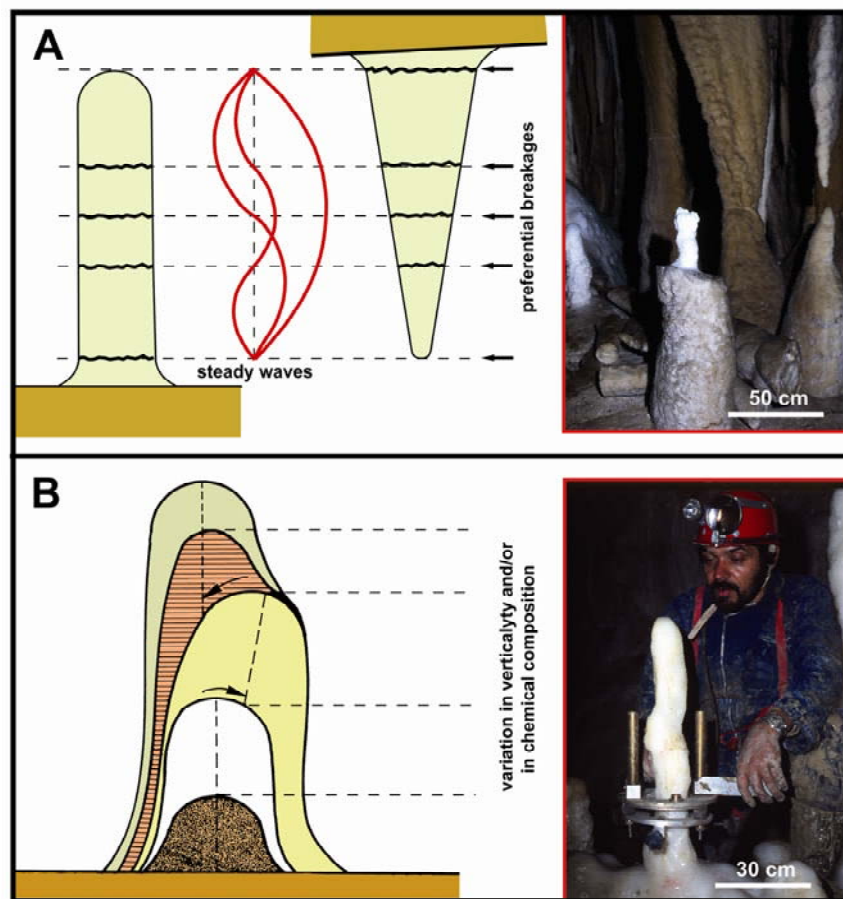 A
steady waves
preferential breakages
50 cm
B
variation in verticalyty and/or
in chemical composition
30 cm